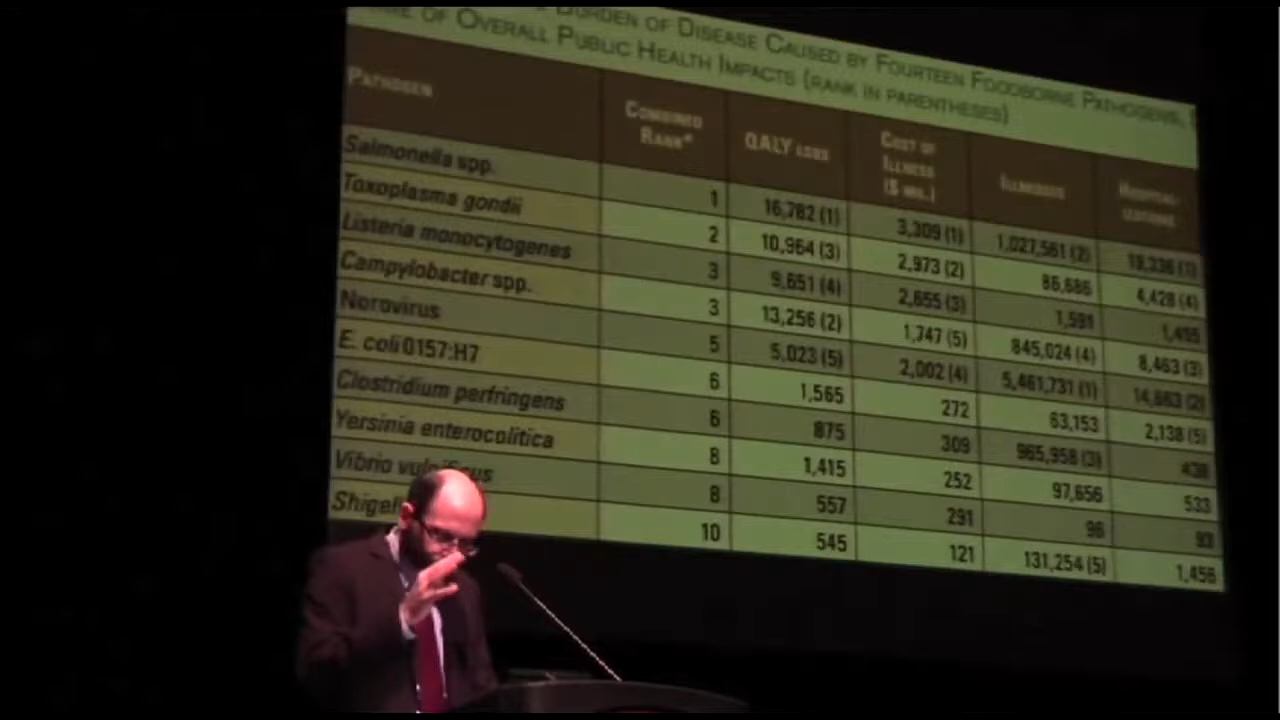 BURDEN OF DISEASE CAUSED BY FOURTEEN FOODBORNE PATHOGENS,
OF OVERALL PUBLIC HEALTH IMPACTS (RANK IN PARENTHESES)
PATHOGEN COMBINED RANK* QALY LOSS COST OF ILLNESS ($ MIL.) ILLNESSES HOSPITAL-IZATIONS
Salmonella spp. 1 16,782 (1) 3,309 (1) 1,027,561 (2) 19,336 (1)
Toxoplasma gondii 2 10,964 (3) 2,973 (2) 86,686 4,428 (4)
Listeria monocytogenes 3 9,651 (4) 2,655 (3) 1,591 1,455
Campylobacter spp. 3 13,256 (2) 1,747 (5) 845,024 (4) 8,463 (3)
Norovirus 5 5,023 (5) 2,002 (4) 5,461,731 (1) 14,663 (2)
E. coli O157:H7 6 1,565 272 63,153 2,138 (5)
Clostridium perfringens 6 875 309 965,958 (3) 438
Yersinia enterocolitica 8 1,415 252 97,656 533
Vibrio vulnificus 8 557 291 96 93
Shigel 10 545 121 131,254 (5) 1,456